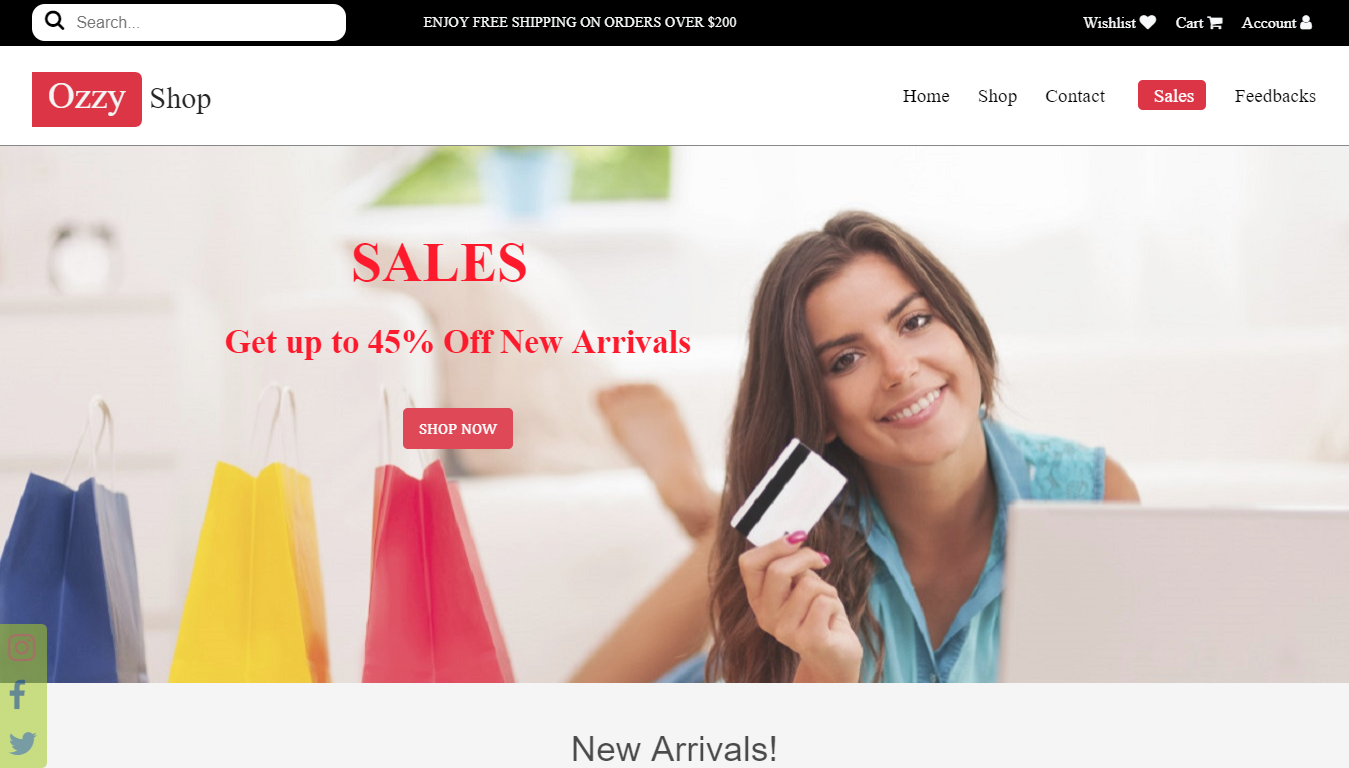 Search...
ENJOY FREE SHIPPING ON ORDERS OVER $200
Wishlist
Cart
Account
Ozzy Shop
Home
Shop
Contact
Sales
Feedbacks
SALES
Get up to 45% Off New Arrivals
SHOP NOW
New Arrivals!